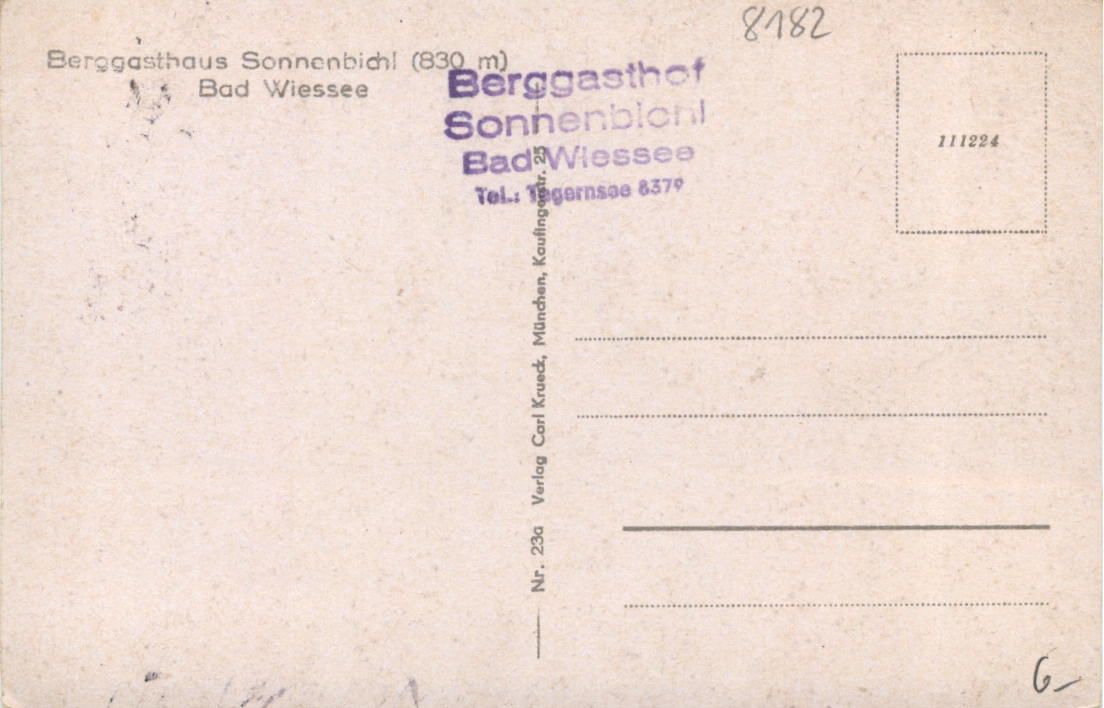 8182
Berggasthaus Sonnenbichl (830 m)
Bad Wiessee
Berggasthof
Sonnenbichl
Bad Wiessee
Tel.: Tegernsee 8379
111224
Nr. 23a Verlag Carl Krueck, München, Kaufingerstr. 25
6-